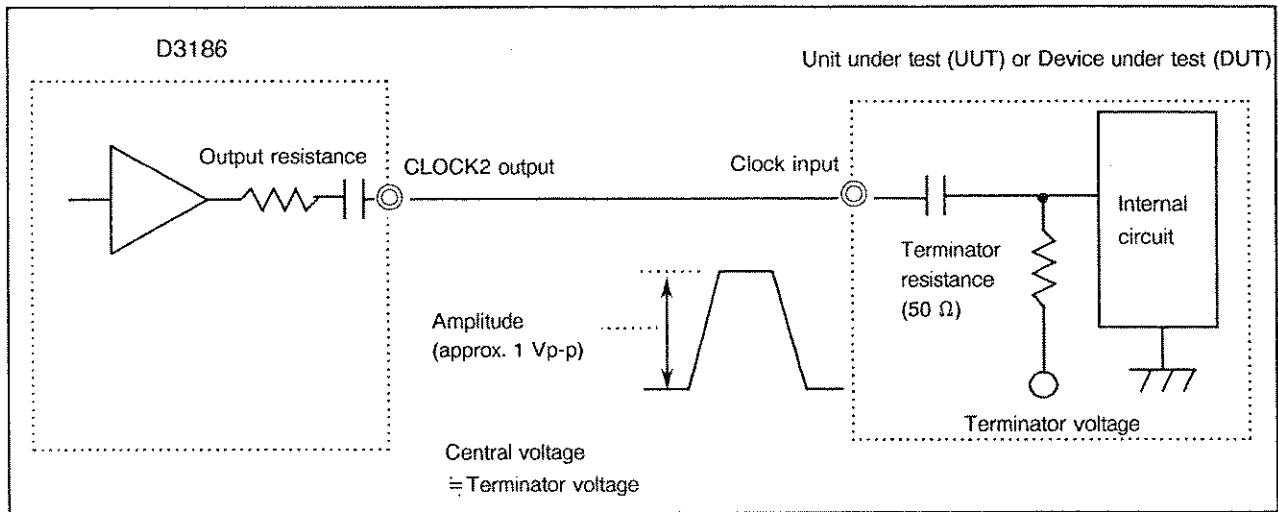 D3186
Unit under test (UUT) or Device under test (DUT)
Output resistance
CLOCK2 output
Clock input
Internal
circuit
Terminator
resistance
(50 Ω)
Amplitude
(approx. 1 Vp-p)
Terminator voltage
Central voltage
≒Terminator voltage